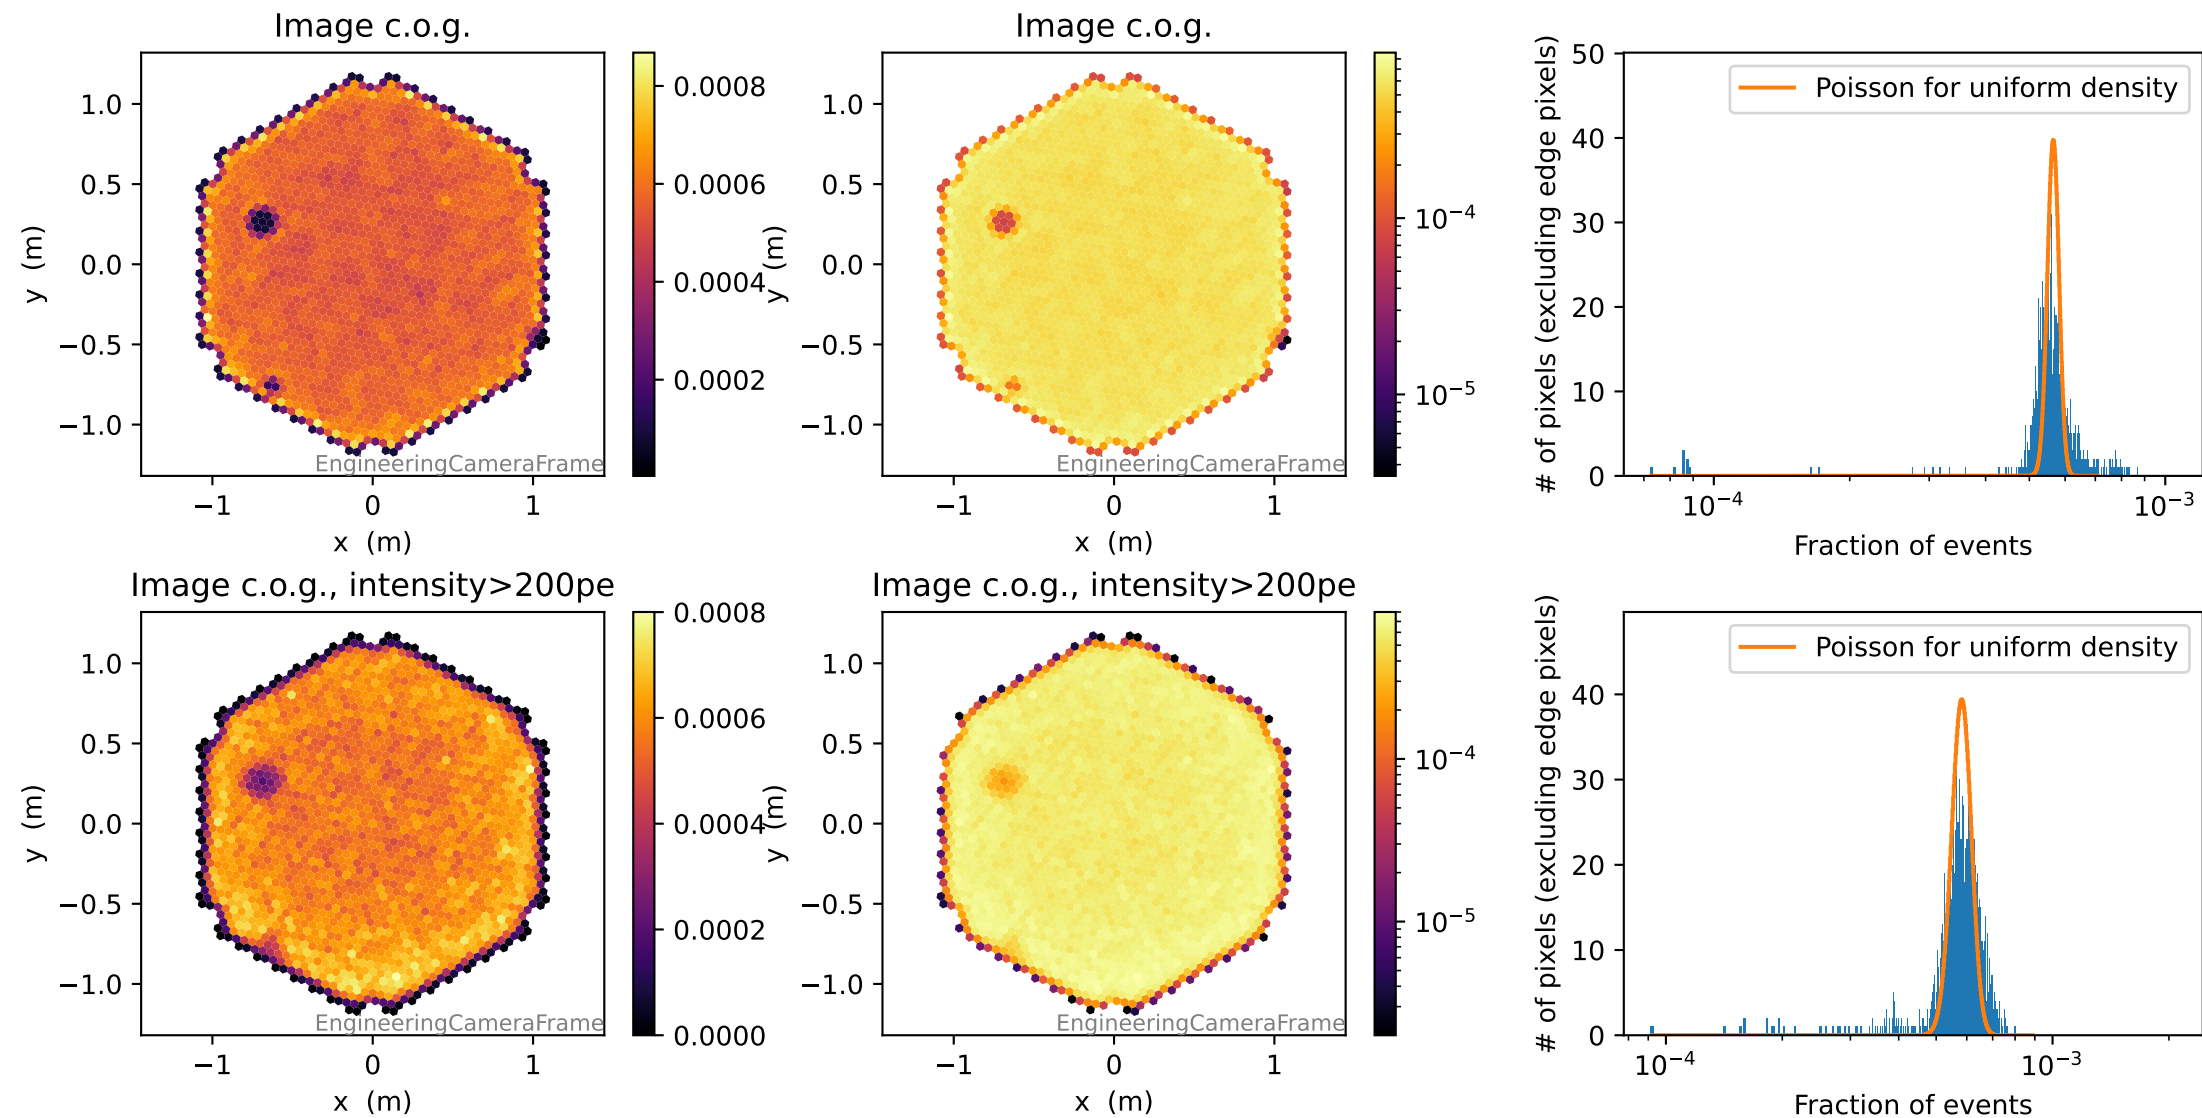 Image c.o.g.
1.0
0.5
0.0
−0.5
−1.0
y (m)
−1 0 1
x (m)
EngineeringCameraFrame
0.0008
0.0006
0.0004
0.0002
Image c.o.g.
1.0
0.5
0.0
−0.5
−1.0
y (m)
−1 0 1
x (m)
EngineeringCameraFrame
10⁻⁴
10⁻⁵
# of pixels (excluding edge pixels)
50
40
30
20
10
0
Poisson for uniform density
10⁻⁴ 10⁻³
Fraction of events
Image c.o.g., intensity>200pe
1.0
0.5
0.0
−0.5
−1.0
y (m)
−1 0 1
x (m)
EngineeringCameraFrame
0.0008
0.0006
0.0004
0.0002
0.0000
Image c.o.g., intensity>200pe
1.0
0.5
0.0
−0.5
−1.0
y (m)
−1 0 1
x (m)
EngineeringCameraFrame
10⁻⁴
10⁻⁵
# of pixels (excluding edge pixels)
40
30
20
10
0
Poisson for uniform density
10⁻⁴ 10⁻³
Fraction of events